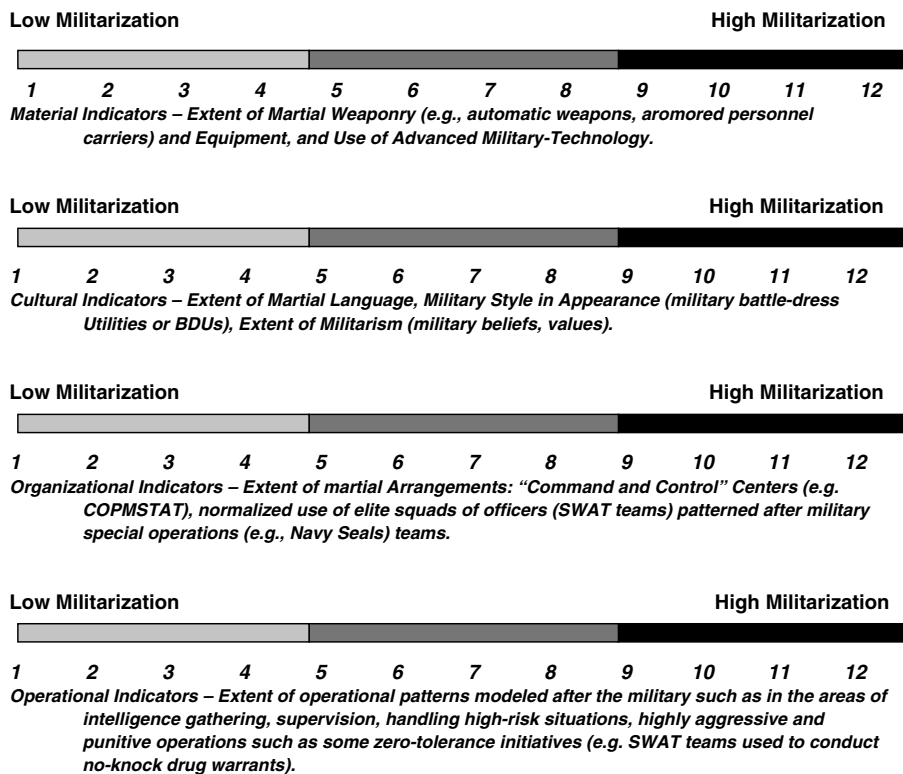 Low Militarization High Militarization
1 2 3 4 5 6 7 8 9 10 11 12
Material Indicators – Extent of Martial Weaponry (e.g., automatic weapons, aromored personnel
carriers) and Equipment, and Use of Advanced Military-Technology.
Low Militarization High Militarization
1 2 3 4 5 6 7 8 9 10 11 12
Cultural Indicators – Extent of Martial Language, Military Style in Appearance (military battle-dress
Utilities or BDUs), Extent of Militarism (military beliefs, values).
Low Militarization High Militarization
1 2 3 4 5 6 7 8 9 10 11 12
Organizational Indicators – Extent of martial Arrangements: “Command and Control” Centers (e.g.
COPMSTAT), normalized use of elite squads of officers (SWAT teams) patterned after military
special operations (e.g., Navy Seals) teams.
Low Militarization High Militarization
1 2 3 4 5 6 7 8 9 10 11 12
Operational Indicators – Extent of operational patterns modeled after the military such as in the areas of
intelligence gathering, supervision, handling high-risk situations, highly aggressive and
punitive operations such as some zero-tolerance initiatives (e.g. SWAT teams used to conduct
no-knock drug warrants).